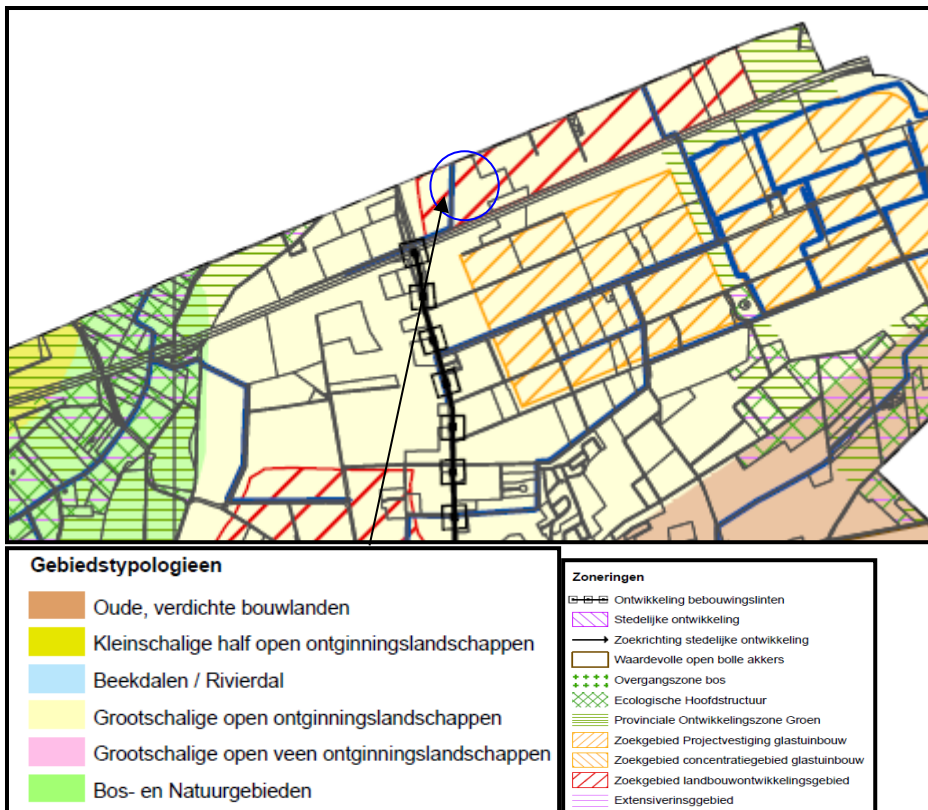 Gebiedstypologieen
Oude, verdichte bouwlanden
Kleinschalige half open ontginningslandschappen
Beekdalen / Rivierdal
Grootschalige open ontginningslandschappen
Grootschalige open veen ontginningslandschappen
Bos- en Natuurgebieden
Zoneringen
Ontwikkeling bebouwingslinten
Stedelijke ontwikkeling
Zoekrichting stedelijke ontwikkeling
Waardevolle open bolle akkers
Overgangszone bos
Ecologische Hoofdstructuur
Provinciale Ontwikkelingszone Groen
Zoekgebied Projectvestiging glastuinbouw
Zoekgebied concentratiegebied glastuinbouw
Zoekgebied landbouwontwikkelingsgebied
Extensiverinsggebied